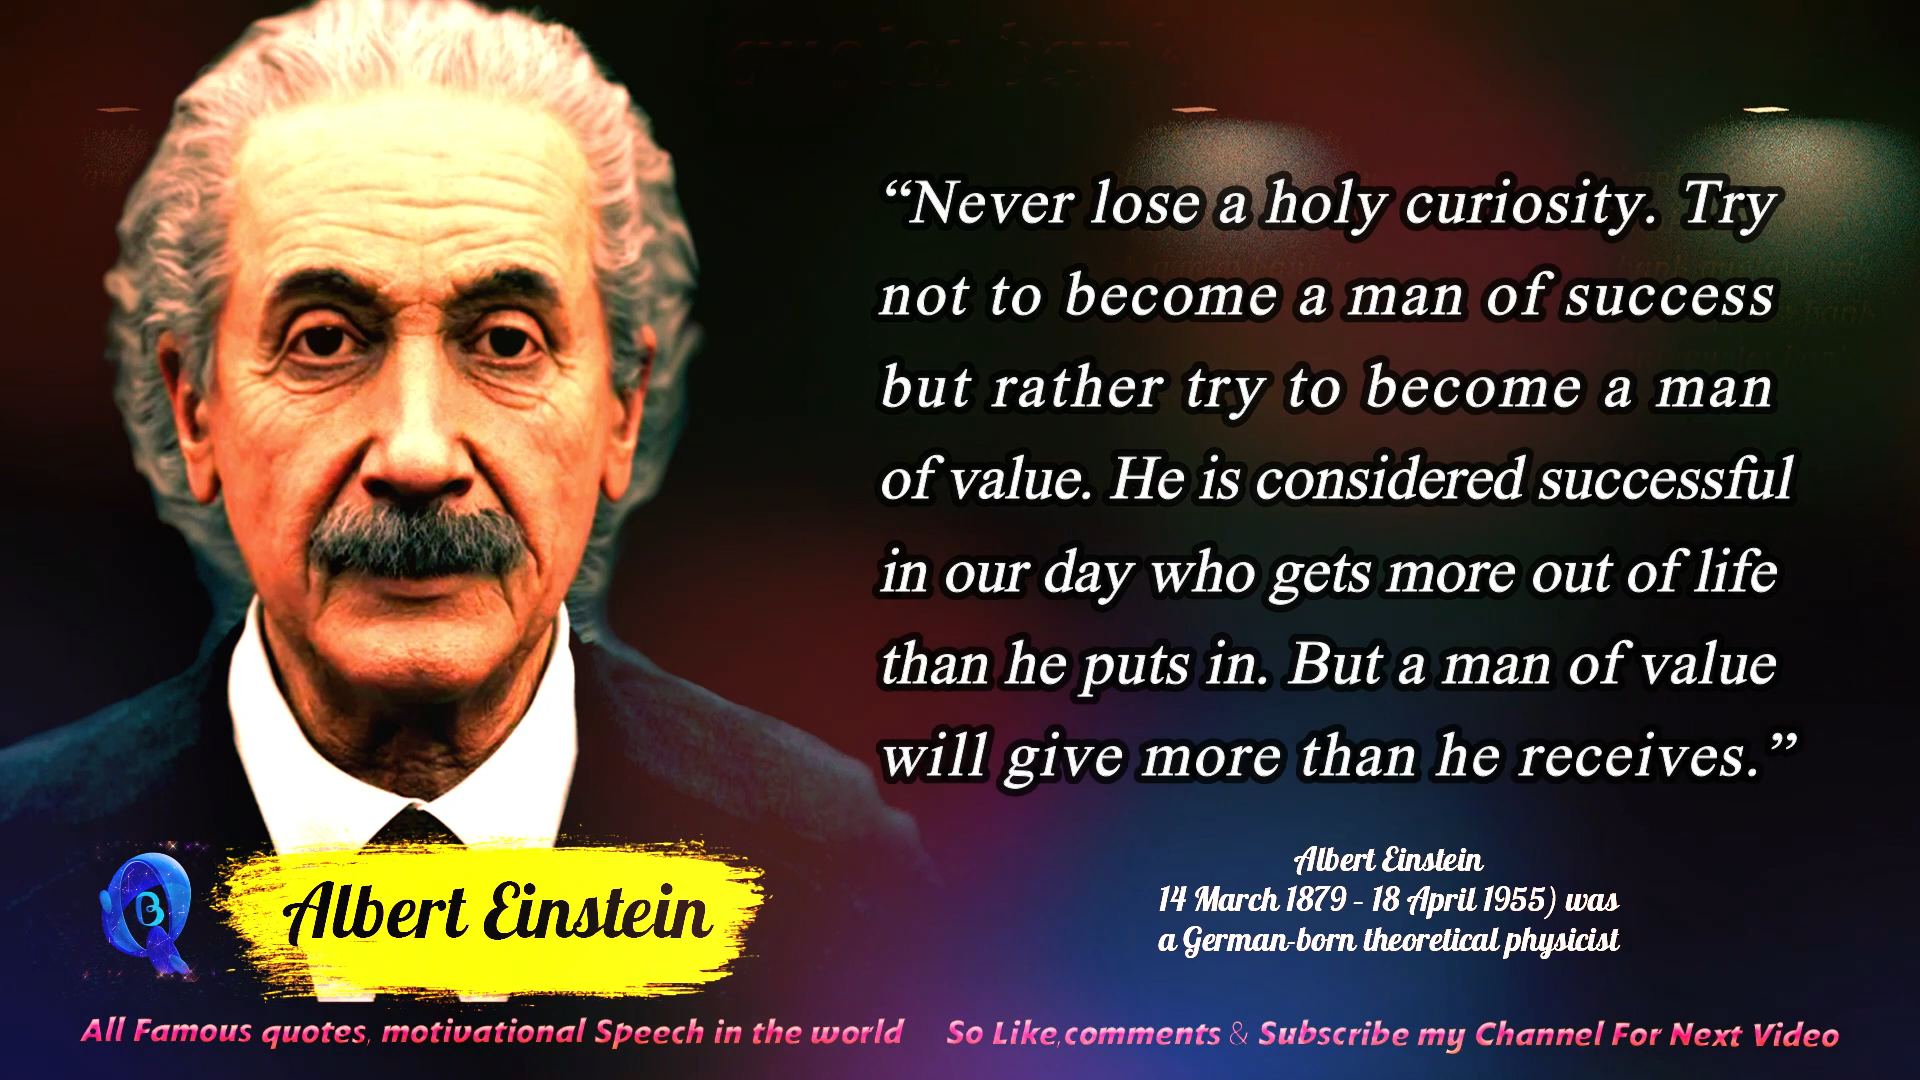 “Never lose a holy curiosity. Try
not to become a man of success
but rather try to become a man
of value. He is considered successful
in our day who gets more out of life
than he puts in. But a man of value
will give more than he receives.”
Albert Einstein
14 March 1879 – 18 April 1955) was
a German-born theoretical physicist
B
Albert Einstein
All Famous quotes, motivational Speech in the world
So Like,comments & Subscribe my Channel For Next Video